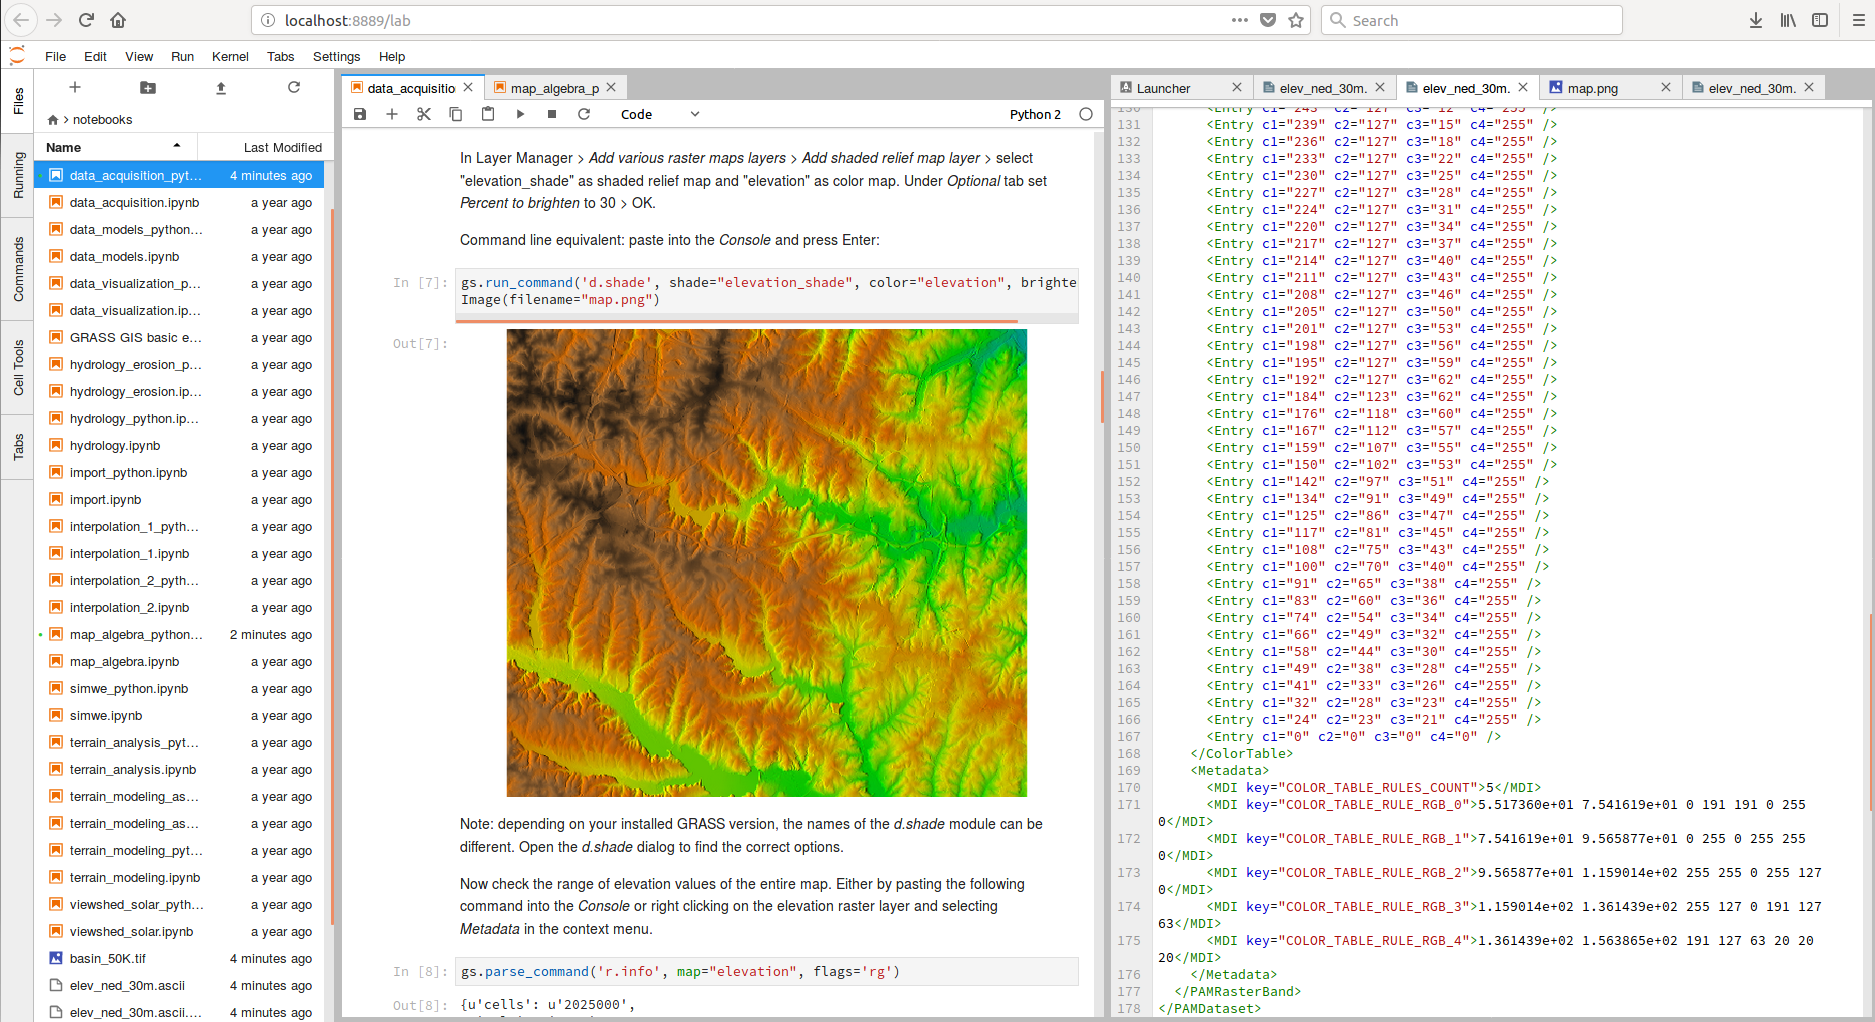 localhost:8889/lab
Search
File Edit View Run Kernel Tabs Settings Help
Files
Running
Commands
Cell Tools
Tabs
notebooks
Name Last Modified
data_acquisition_pyt... 4 minutes ago
data_acquisition.ipynb a year ago
data_models_python... a year ago
data_models.ipynb a year ago
data_visualization_p... a year ago
data_visualization.ip... a year ago
GRASS GIS basic e... a year ago
hydrology_erosion_p... a year ago
hydrology_erosion.ip... a year ago
hydrology_python.ip... a year ago
hydrology.ipynb a year ago
import_python.ipynb a year ago
import.ipynb a year ago
interpolation_1_pyth... a year ago
interpolation_1.ipynb a year ago
interpolation_2_pyth... a year ago
interpolation_2.ipynb a year ago
map_algebra_python... 2 minutes ago
map_algebra.ipynb a year ago
simwe_python.ipynb a year ago
simwe.ipynb a year ago
terrain_analysis_pyt... a year ago
terrain_analysis.ipynb a year ago
terrain_modeling_as... a year ago
terrain_modeling_as... a year ago
terrain_modeling_pyt... a year ago
terrain_modeling.ipynb a year ago
viewshed_solar_pyth... a year ago
viewshed_solar.ipynb a year ago
basin_50K.tif 4 minutes ago
elev_ned_30m.ascii 4 minutes ago
elev_ned_30m.ascii.... 4 minutes ago
data_acquisitio map_algebra_p
Code Python 2
In Layer Manager > Add various raster maps layers > Add shaded relief map layer > select
"elevation_shade" as shaded relief map and "elevation" as color map. Under Optional tab set
Percent to brighten to 30 > OK.
Command line equivalent: paste into the Console and press Enter:
In [7]: gs.run_command('d.shade', shade="elevation_shade", color="elevation", brighte
Image(filename="map.png")
Out[7]:
Note: depending on your installed GRASS version, the names of the d.shade module can be
different. Open the d.shade dialog to find the correct options.
Now check the range of elevation values of the entire map. Either by pasting the following
command into the Console or right clicking on the elevation raster layer and selecting
Metadata in the context menu.
In [8]: gs.parse_command('r.info', map="elevation", flags='rg')
Out[8]: {u'cells': u'2025000',
Launcher elev_ned_30m. elev_ned_30m. map.png elev_ned_30m.
130 <Entry c1="243" c2="127" c3="12" c4="255" />
131 <Entry c1="239" c2="127" c3="15" c4="255" />
132 <Entry c1="236" c2="127" c3="18" c4="255" />
133 <Entry c1="233" c2="127" c3="22" c4="255" />
134 <Entry c1="230" c2="127" c3="25" c4="255" />
135 <Entry c1="227" c2="127" c3="28" c4="255" />
136 <Entry c1="224" c2="127" c3="31" c4="255" />
137 <Entry c1="220" c2="127" c3="34" c4="255" />
138 <Entry c1="217" c2="127" c3="37" c4="255" />
139 <Entry c1="214" c2="127" c3="40" c4="255" />
140 <Entry c1="211" c2="127" c3="43" c4="255" />
141 <Entry c1="208" c2="127" c3="46" c4="255" />
142 <Entry c1="205" c2="127" c3="50" c4="255" />
143 <Entry c1="201" c2="127" c3="53" c4="255" />
144 <Entry c1="198" c2="127" c3="56" c4="255" />
145 <Entry c1="195" c2="127" c3="59" c4="255" />
146 <Entry c1="192" c2="127" c3="62" c4="255" />
147 <Entry c1="184" c2="123" c3="62" c4="255" />
148 <Entry c1="176" c2="118" c3="60" c4="255" />
149 <Entry c1="167" c2="112" c3="57" c4="255" />
150 <Entry c1="159" c2="107" c3="55" c4="255" />
151 <Entry c1="150" c2="102" c3="53" c4="255" />
152 <Entry c1="142" c2="97" c3="51" c4="255" />
153 <Entry c1="134" c2="91" c3="49" c4="255" />
154 <Entry c1="125" c2="86" c3="47" c4="255" />
155 <Entry c1="117" c2="81" c3="45" c4="255" />
156 <Entry c1="108" c2="75" c3="43" c4="255" />
157 <Entry c1="100" c2="70" c3="40" c4="255" />
158 <Entry c1="91" c2="65" c3="38" c4="255" />
159 <Entry c1="83" c2="60" c3="36" c4="255" />
160 <Entry c1="74" c2="54" c3="34" c4="255" />
161 <Entry c1="66" c2="49" c3="32" c4="255" />
162 <Entry c1="58" c2="44" c3="30" c4="255" />
163 <Entry c1="49" c2="38" c3="28" c4="255" />
164 <Entry c1="41" c2="33" c3="26" c4="255" />
165 <Entry c1="32" c2="28" c3="23" c4="255" />
166 <Entry c1="24" c2="23" c3="21" c4="255" />
167 <Entry c1="0" c2="0" c3="0" c4="0" />
168 </ColorTable>
169 <Metadata>
170 <MDI key="COLOR_TABLE_RULES_COUNT">5</MDI>
171 <MDI key="COLOR_TABLE_RULE_RGB_0">5.517360e+01 7.541619e+01 0 191 191 0 255
0</MDI>
172 <MDI key="COLOR_TABLE_RULE_RGB_1">7.541619e+01 9.565877e+01 0 255 0 255 255
0</MDI>
173 <MDI key="COLOR_TABLE_RULE_RGB_2">9.565877e+01 1.159014e+02 255 255 0 255 127
0</MDI>
174 <MDI key="COLOR_TABLE_RULE_RGB_3">1.159014e+02 1.361439e+02 255 127 0 191 127
63</MDI>
175 <MDI key="COLOR_TABLE_RULE_RGB_4">1.361439e+02 1.563865e+02 191 127 63 20 20
20</MDI>
176 </Metadata>
177 </PAMRasterBand>
178 </PAMDataset>